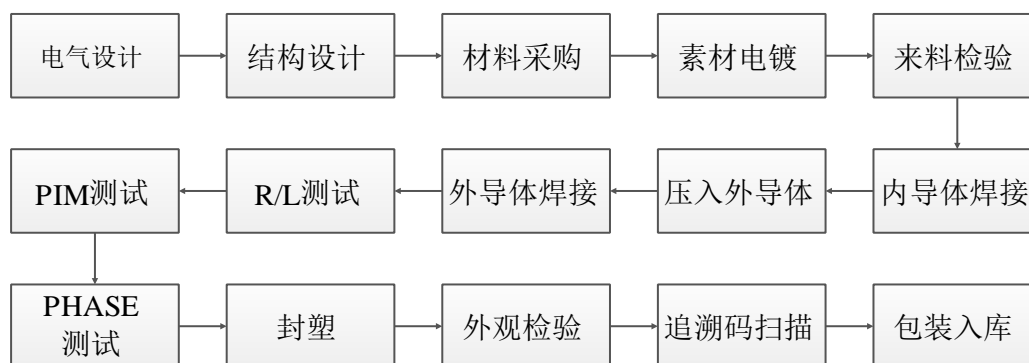 电气设计
结构设计
材料采购
素材电镀
来料检验
内导体焊接
压入外导体
外导体焊接
R/L测试
PIM测试
PHASE
测试
封塑
外观检验
追溯码扫描
包装入库